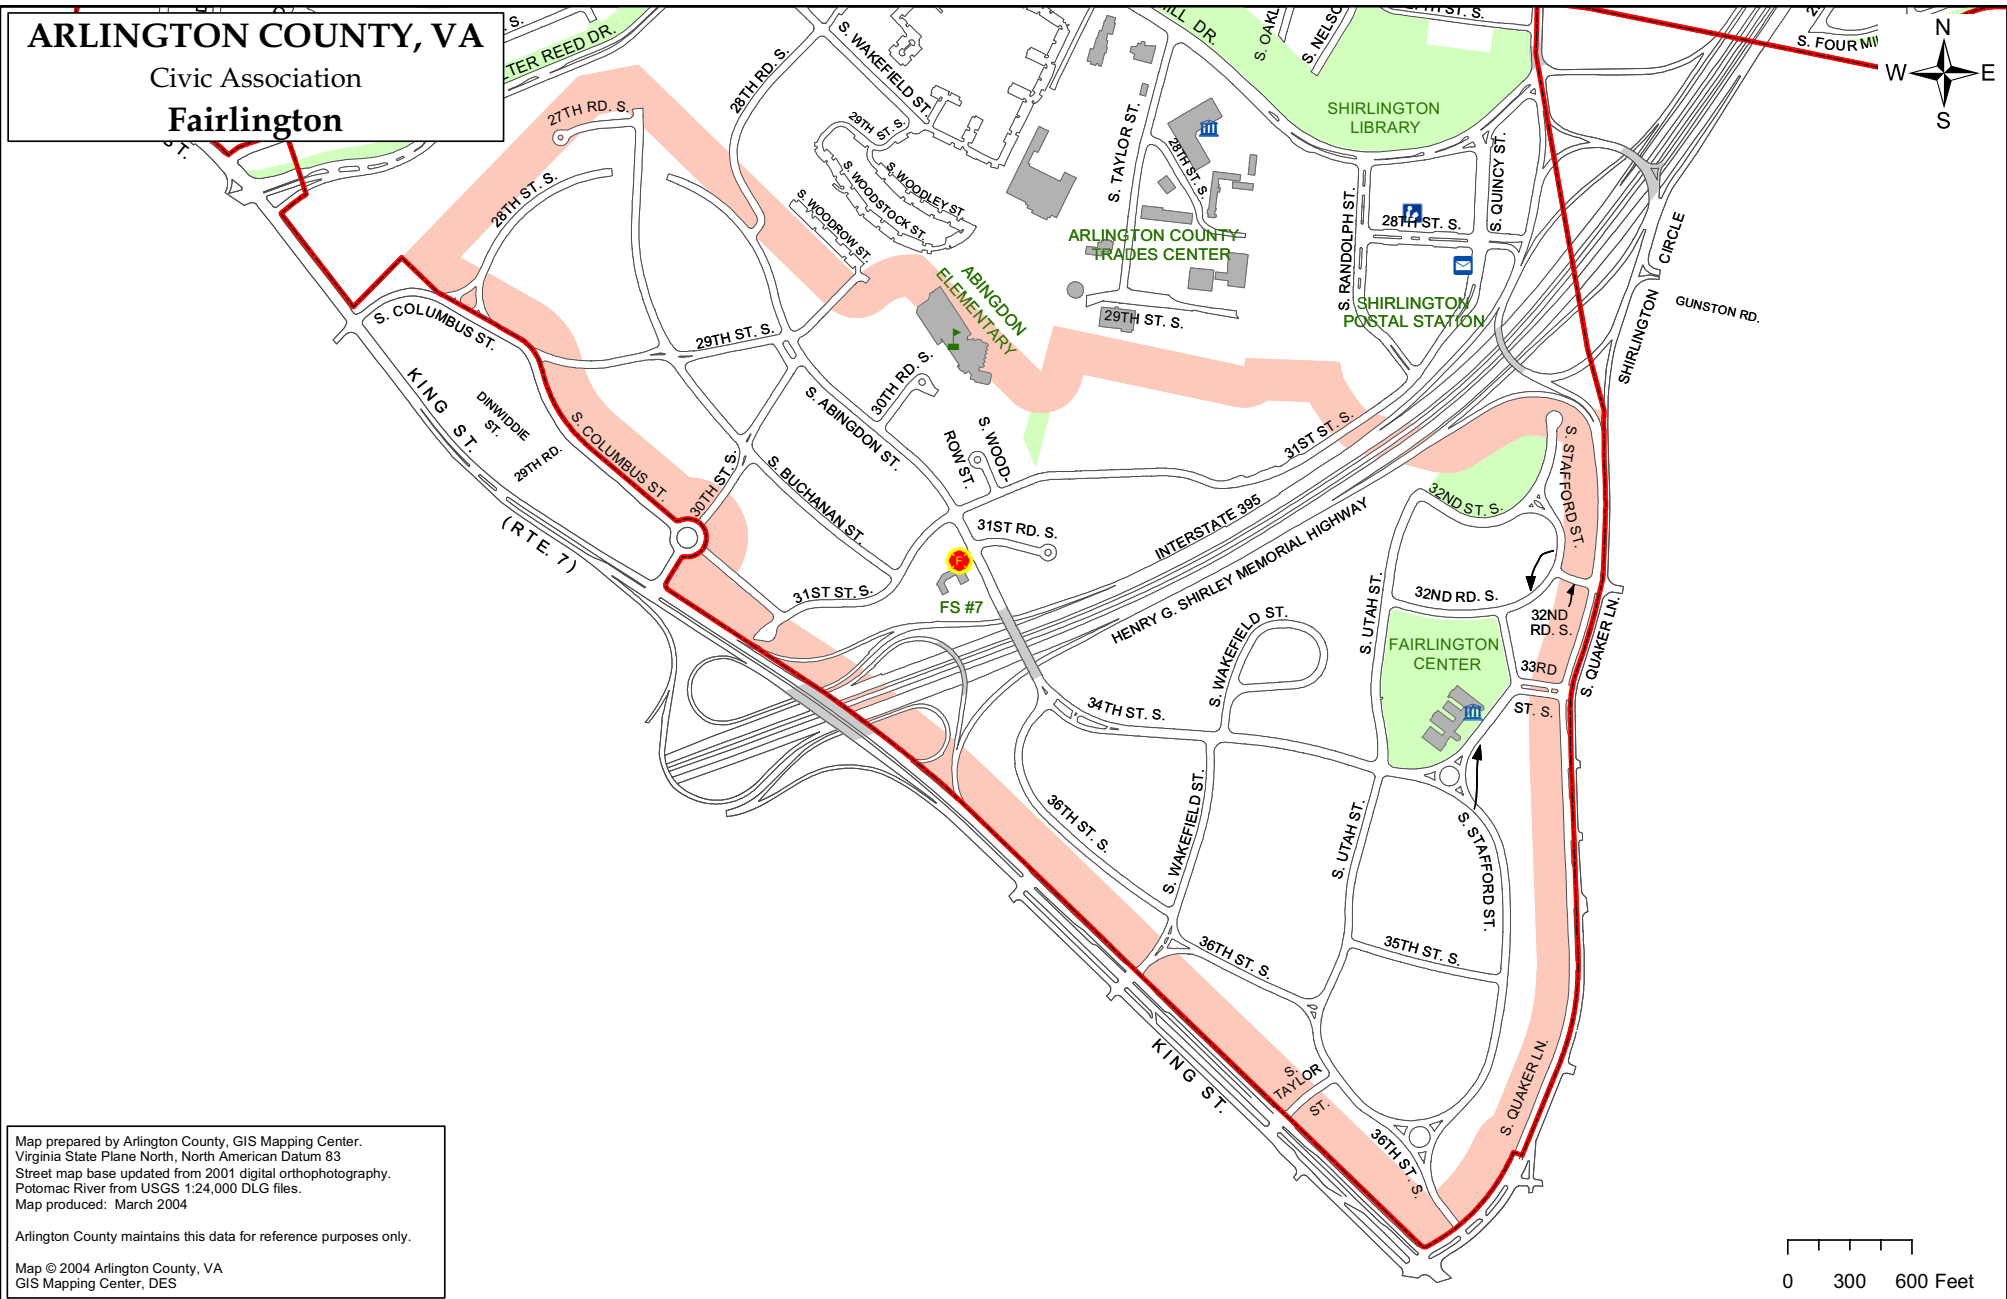 ARLINGTON COUNTY, VA
Civic Association
Fairlington
S.
TER REED DR.
ST.
27TH RD. S.
28TH ST. S.
28TH RD. S.
S. WAKEFIELD ST.
29TH ST. S.
S. WOODLEY ST.
S. WOODSTOCK ST.
S. WOODROW ST.
MILL DR.
S. OAKL
S. NELSO
ST. S.
S. FOUR MI
N
W
E
S
SHIRLINGTON
LIBRARY
S. TAYLOR ST.
28TH ST. S.
S. QUINCY ST.
S. RANDOLPH ST.
28TH ST. S.
ARLINGTON COUNTY
TRADES CENTER
ABINGDON
ELEMENTARY
SHIRLINGTON
POSTAL STATION
29TH ST. S.
SHIRLINGTON CIRCLE
GUNSTON RD.
S. COLUMBUS ST.
29TH ST. S.
30TH RD. S.
S. ABINGDON ST.
KING ST.
DINWIDDIE
ST.
29TH RD.
S. COLUMBUS ST.
30TH ST. S.
S. BUCHANAN ST.
S. WOOD-
ROW ST.
31ST ST. S.
31ST RD. S.
(RTE. 7)
31ST ST. S.
F
FS #7
INTERSTATE 395
HENRY G. SHIRLEY MEMORIAL HIGHWAY
S. STAFFORD ST.
32ND ST. S.
32ND RD. S.
32ND
RD. S.
S. UTAH ST.
S. WAKEFIELD ST.
FAIRLINGTON
CENTER
33RD
ST. S.
S. QUAKER LN.
34TH ST. S.
36TH ST. S.
S. WAKEFIELD ST.
S. UTAH ST.
S. STAFFORD ST.
36TH ST. S.
35TH ST. S.
KING ST.
S.
TAYLOR
ST.
36TH ST. S.
S. QUAKER LN.
Map prepared by Arlington County, GIS Mapping Center.
Virginia State Plane North, North American Datum 83
Street map base updated from 2001 digital orthophotography.
Potomac River from USGS 1:24,000 DLG files.
Map produced: March 2004
Arlington County maintains this data for reference purposes only.
Map © 2004 Arlington County, VA
GIS Mapping Center, DES
0 300 600 Feet